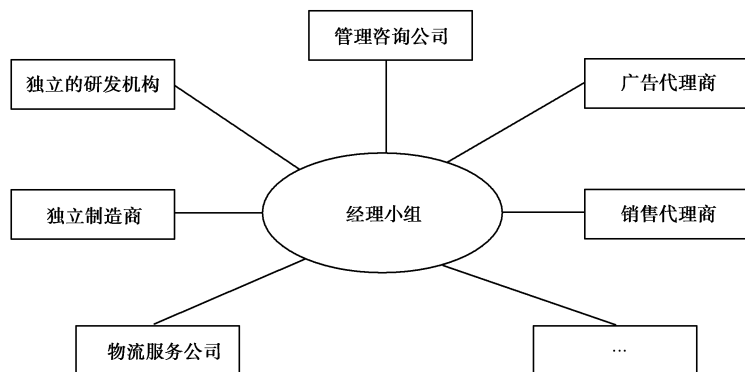 管理咨询公司
独立的研发机构
广告代理商
经理小组
独立制造商
销售代理商
物流服务公司
…